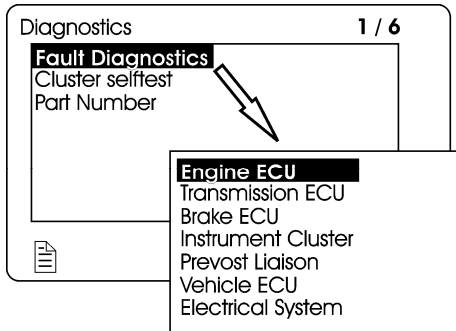 Diagnostics 1 / 6
Fault Diagnostics
Cluster selftest
Part Number
Engine ECU
Transmission ECU
Brake ECU
Instrument Cluster
Prevost Liaison
Vehicle ECU
Electrical System